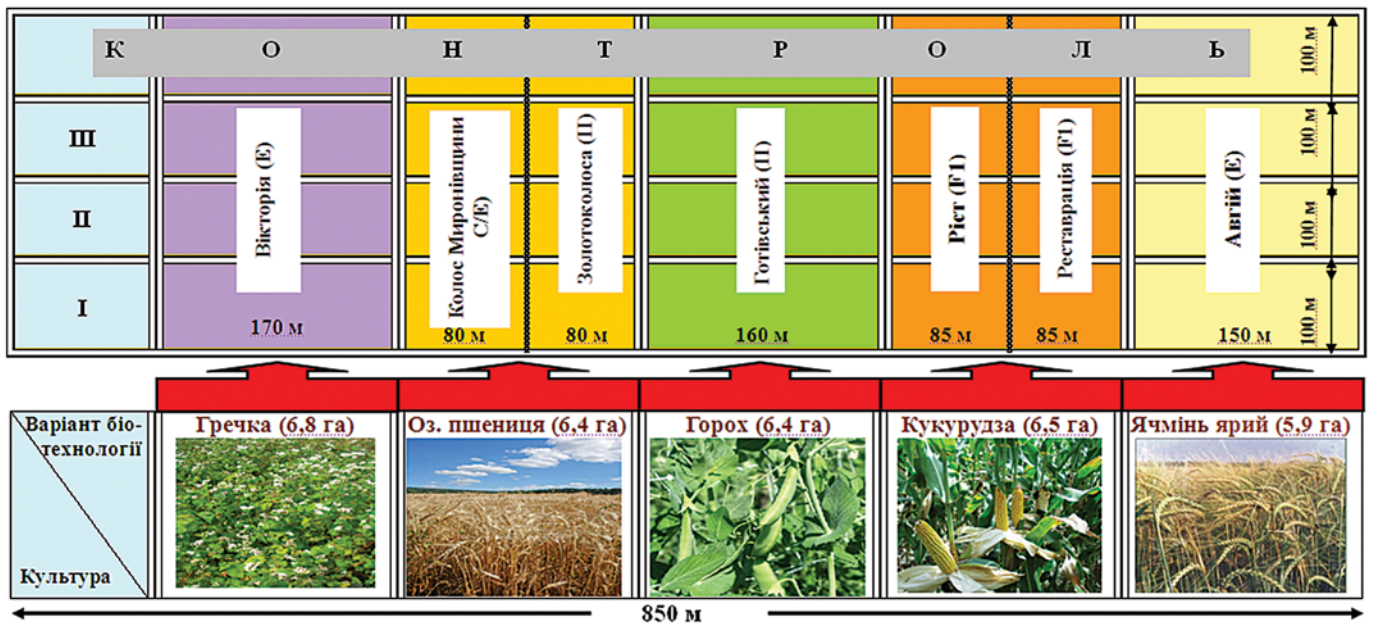 К О Н Т Р О Л Ь
100 м
III
Вікторія (Е)
Колос Миронівщини
С/Е)
Золотоколоса (П)
Готівський (П)
Ріст (F1)
Реставрація (F1)
Авгій (Е)
100 м
II
100 м
I
170 м
80 м
80 м
160 м
85 м
85 м
150 м
100 м
Варіант біо-
технології
Культура
Гречка (6,8 га)
Оз. пшениця (6,4 га)
Горох (6,4 га)
Кукурудза (6,5 га)
Ячмінь ярий (5,9 га)
850 м